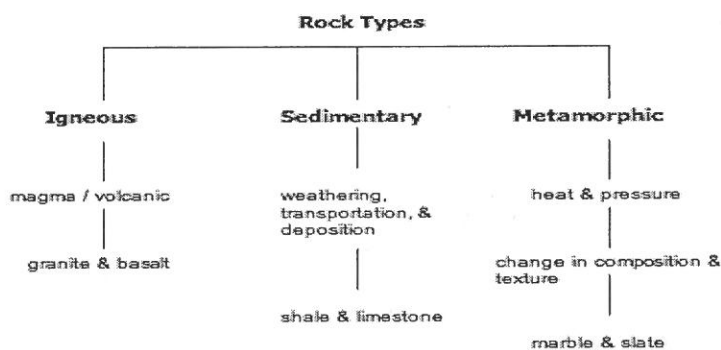 Rock Types
Igneous
Sedimentary
Metamorphic
magma / volcanic
weathering,
transportation, &
deposition
heat & pressure
granite & basalt
change in composition &
texture
shale & limestone
marble & slate